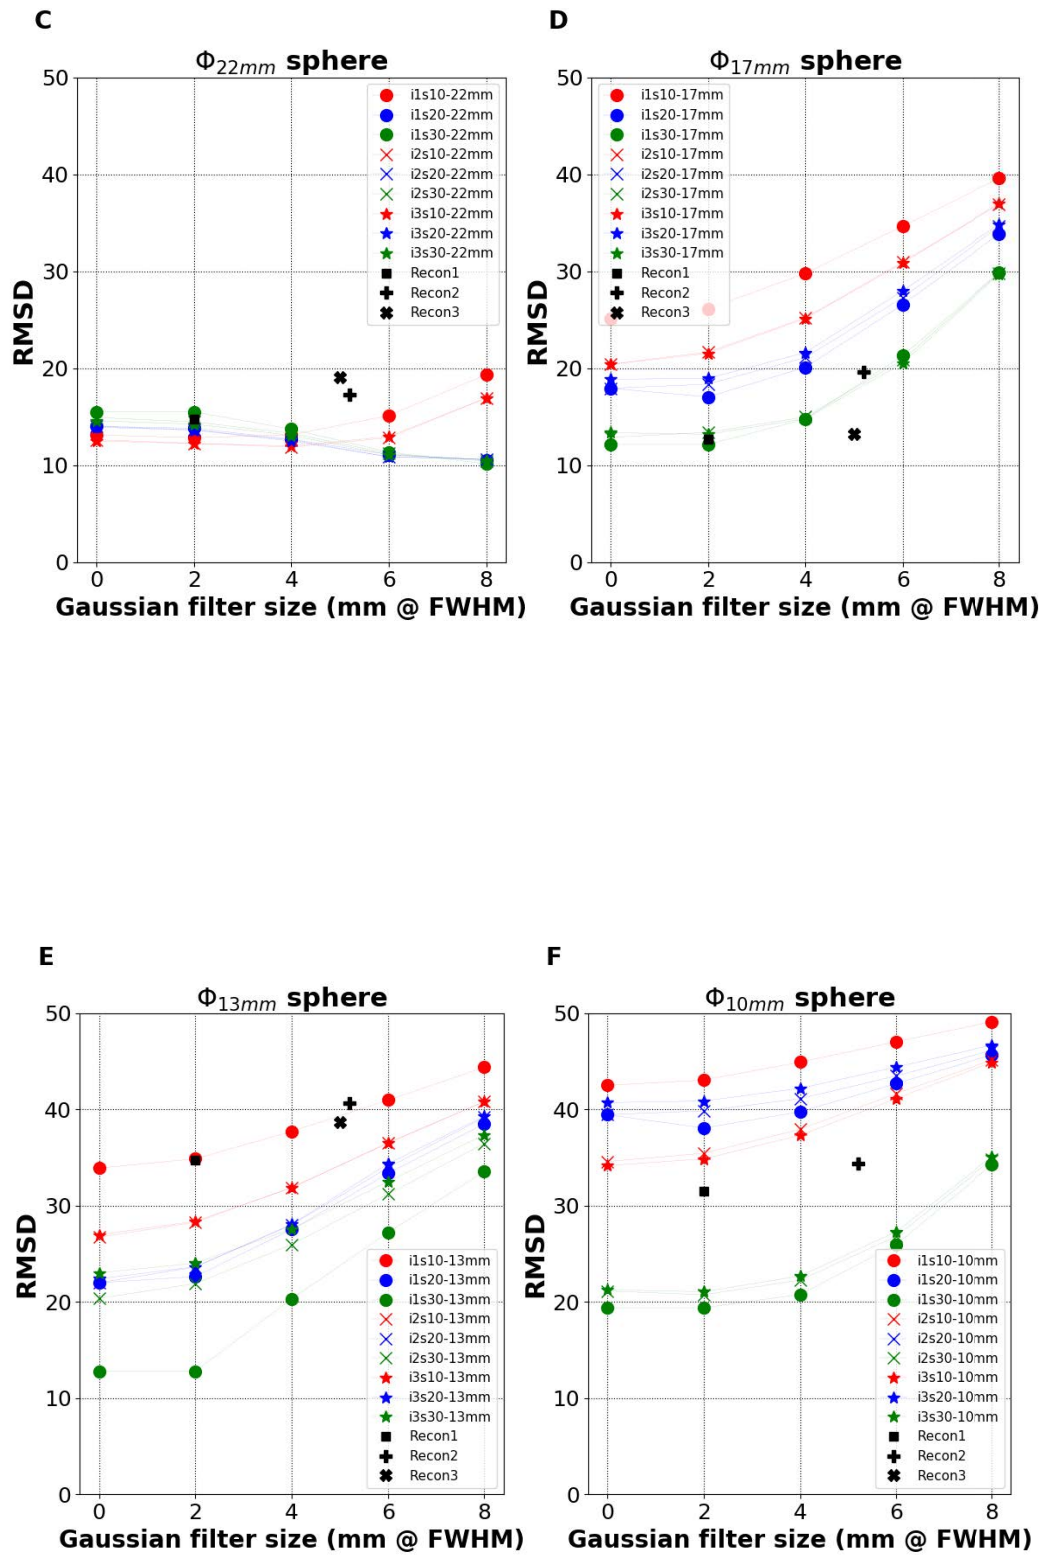 C
Φ22mm sphere
50
40
30
20
10
0
0 2 4 6 8
RMSD
Gaussian filter size (mm @ FWHM)
i1s10-22mm
i1s20-22mm
i1s30-22mm
i2s10-22mm
i2s20-22mm
i2s30-22mm
i3s10-22mm
i3s20-22mm
i3s30-22mm
Recon1
Recon2
Recon3
D
Φ17mm sphere
50
40
30
20
10
0
0 2 4 6 8
RMSD
Gaussian filter size (mm @ FWHM)
i1s10-17mm
i1s20-17mm
i1s30-17mm
i2s10-17mm
i2s20-17mm
i2s30-17mm
i3s10-17mm
i3s20-17mm
i3s30-17mm
Recon1
Recon2
Recon3
E
Φ13mm sphere
50
40
30
20
10
0
0 2 4 6 8
RMSD
Gaussian filter size (mm @ FWHM)
i1s10-13mm
i1s20-13mm
i1s30-13mm
i2s10-13mm
i2s20-13mm
i2s30-13mm
i3s10-13mm
i3s20-13mm
i3s30-13mm
Recon1
Recon2
Recon3
F
Φ10mm sphere
50
40
30
20
10
0
0 2 4 6 8
RMSD
Gaussian filter size (mm @ FWHM)
i1s10-10mm
i1s20-10mm
i1s30-10mm
i2s10-10mm
i2s20-10mm
i2s30-10mm
i3s10-10mm
i3s20-10mm
i3s30-10mm
Recon1
Recon2
Recon3